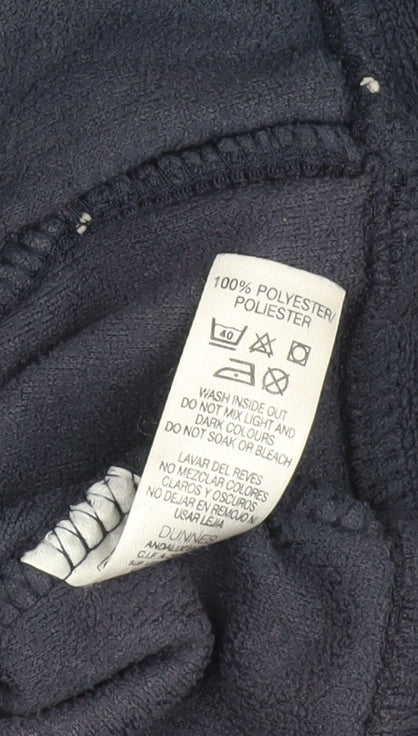 100% POLYESTER/
POLIESTER
40
WASH INSIDE OUT
DO NOT MIX LIGHT AND
DARK COLOURS
DO NOT SOAK OR BLEACH
LAVAR DEL REVES
NO MEZCLAR COLORES
CLAROS Y OSCUROS
NO DEJAR EN REMOJO NI
USAR LEJIA
DUNNES